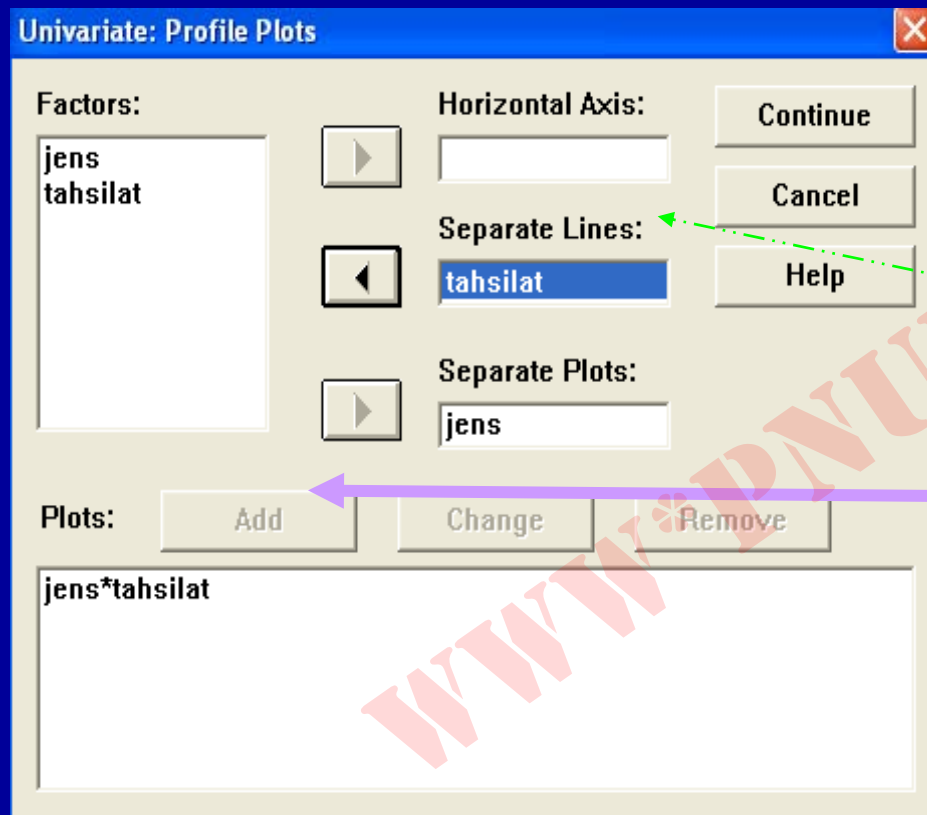 Univariate: Profile Plots
Factors:
jens
tahsilat
Horizontal Axis:
Separate Lines:
tahsilat
Separate Plots:
jens
Continue
Cancel
Help
Plots:
Add
Change
Remove
jens*tahsilat
WWW*PNU